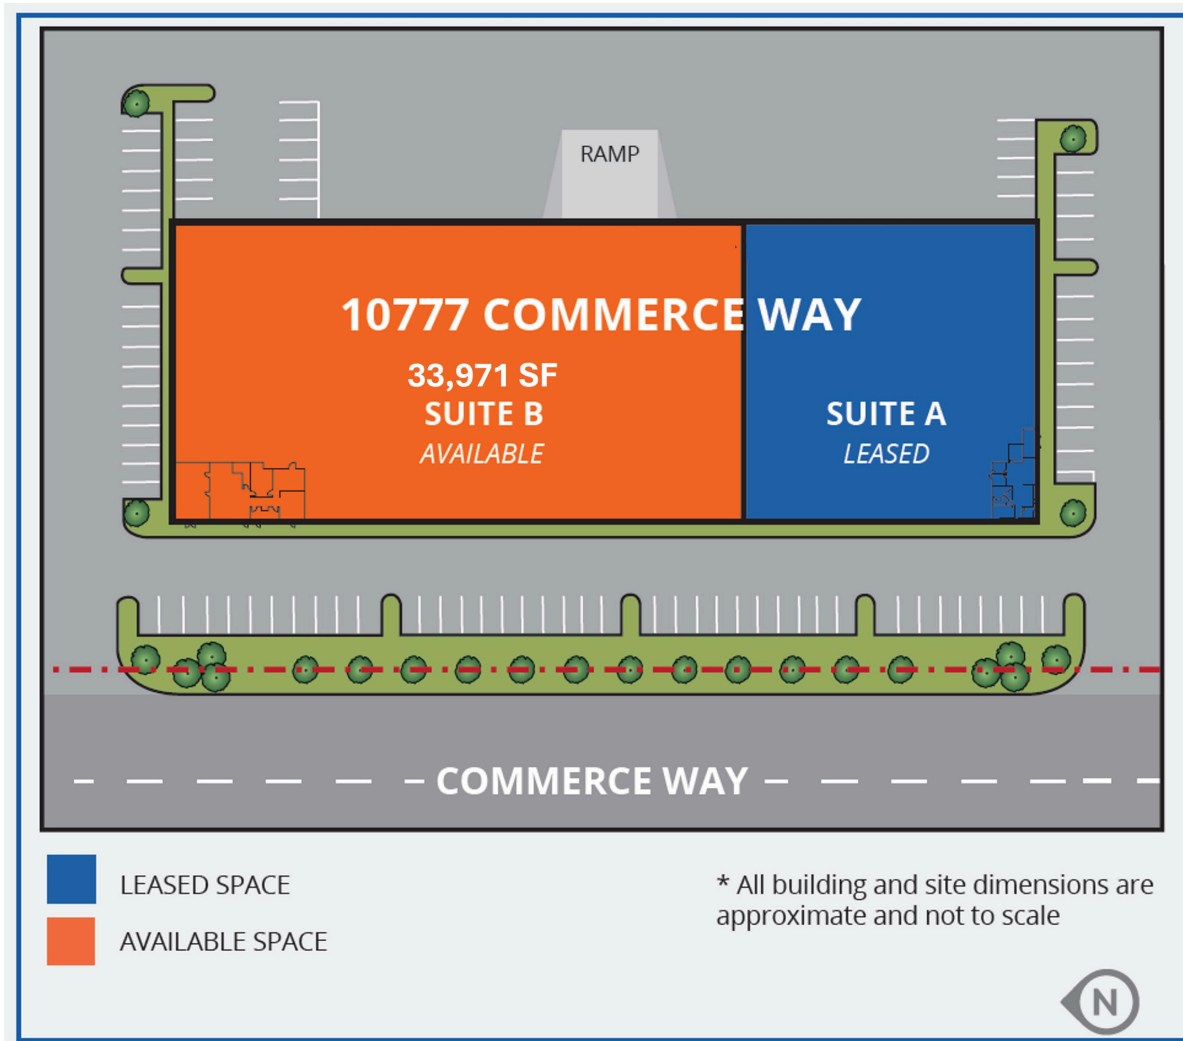 RAMP
10777 COMMERCE WAY
33,971 SF
SUITE B
AVAILABLE
SUITE A
LEASED
COMMERCE WAY
LEASED SPACE
AVAILABLE SPACE
* All building and site dimensions are
approximate and not to scale
N